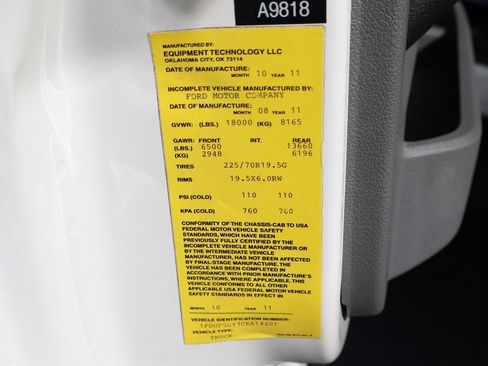 A9818
MANUFACTURED BY:
EQUIPMENT TECHNOLOGY LLC
OKLAHOMA CITY, OK 73114
DATE OF MANUFACTURE: MONTH 10 YEAR 11
INCOMPLETE VEHICLE MANUFACTURED BY:
FORD MOTOR COMPANY
DATE OF MANUFACTURE: MONTH 08 YEAR 11
GVWR: (LBS.) 18000 (KG) 8165
GAWR: FRONT INT. REAR
(LBS.) 6500 13660
(KG) 2948 6196
TIRES 225/70R19.5G
RIMS 19.5X6.0RW
PSI (COLD) 110 110
KPA (COLD) 760 760
CONFORMITY OF THE CHASSIS-CAB TO USA
FEDERAL MOTOR VEHICLE SAFETY
STANDARDS, WHICH HAVE BEEN
PREVIOUSLY FULLY CERTIFIED BY THE
INCOMPLETE VEHICLE MANUFACTURER OR
BY THE INTERMEDIATE VEHICLE
MANUFACTURER, HAS NOT BEEN AFFECTED
BY FINAL-STAGE MANUFACTURER. THE
VEHICLE HAS BEEN COMPLETED IN
ACCORDANCE WITH PRIOR MANUFACTURER'S
INSTRUCTIONS, WHERE APPLICABLE. THIS
VEHICLE CONFORMS TO ALL OTHER
APPLICABLE USA FEDERAL MOTOR VEHICLE
SAFETY STANDARDS IN EFFECT IN
MONTH 10 YEAR 11
VEHICLE IDENTIFICATION NUMBER:
VEHICLE TYPE:
TRUCK